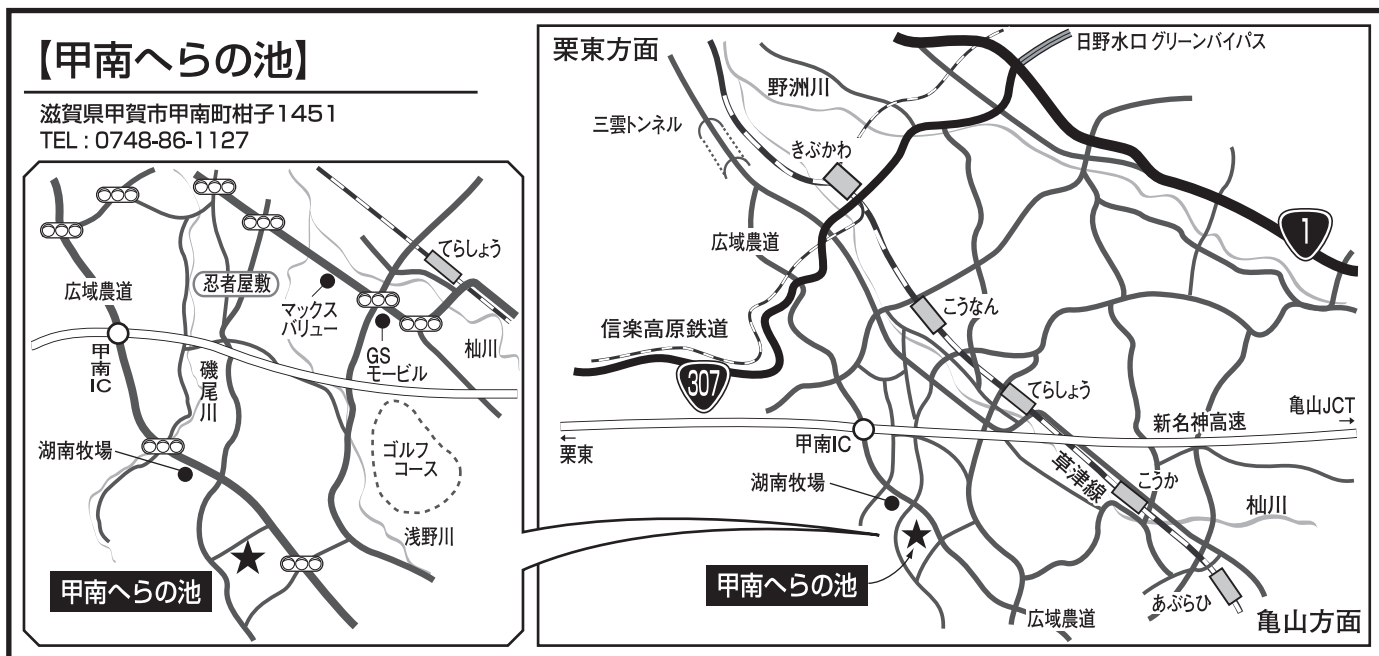 【甲南へらの池】
滋賀県甲賀市甲南町柑子1451
TEL : 0748-86-1127
てらしょう
忍者屋敷
広域農道
マックス
バリュー
杣川
GS
モービル
甲南IC
磯尾川
ゴルフ
コース
湖南牧場
浅野川
甲南へらの池
栗東方面
日野水口 グリーンバイパス
野洲川
三雲トンネル
きぶかわ
1
広域農道
こうなん
信楽高原鉄道
307
てらしょう
亀山JCT
→
新名神高速
←
栗東
甲南IC
草津線
こうか
湖南牧場
杣川
甲南へらの池
あぶらひ
広域農道
亀山方面